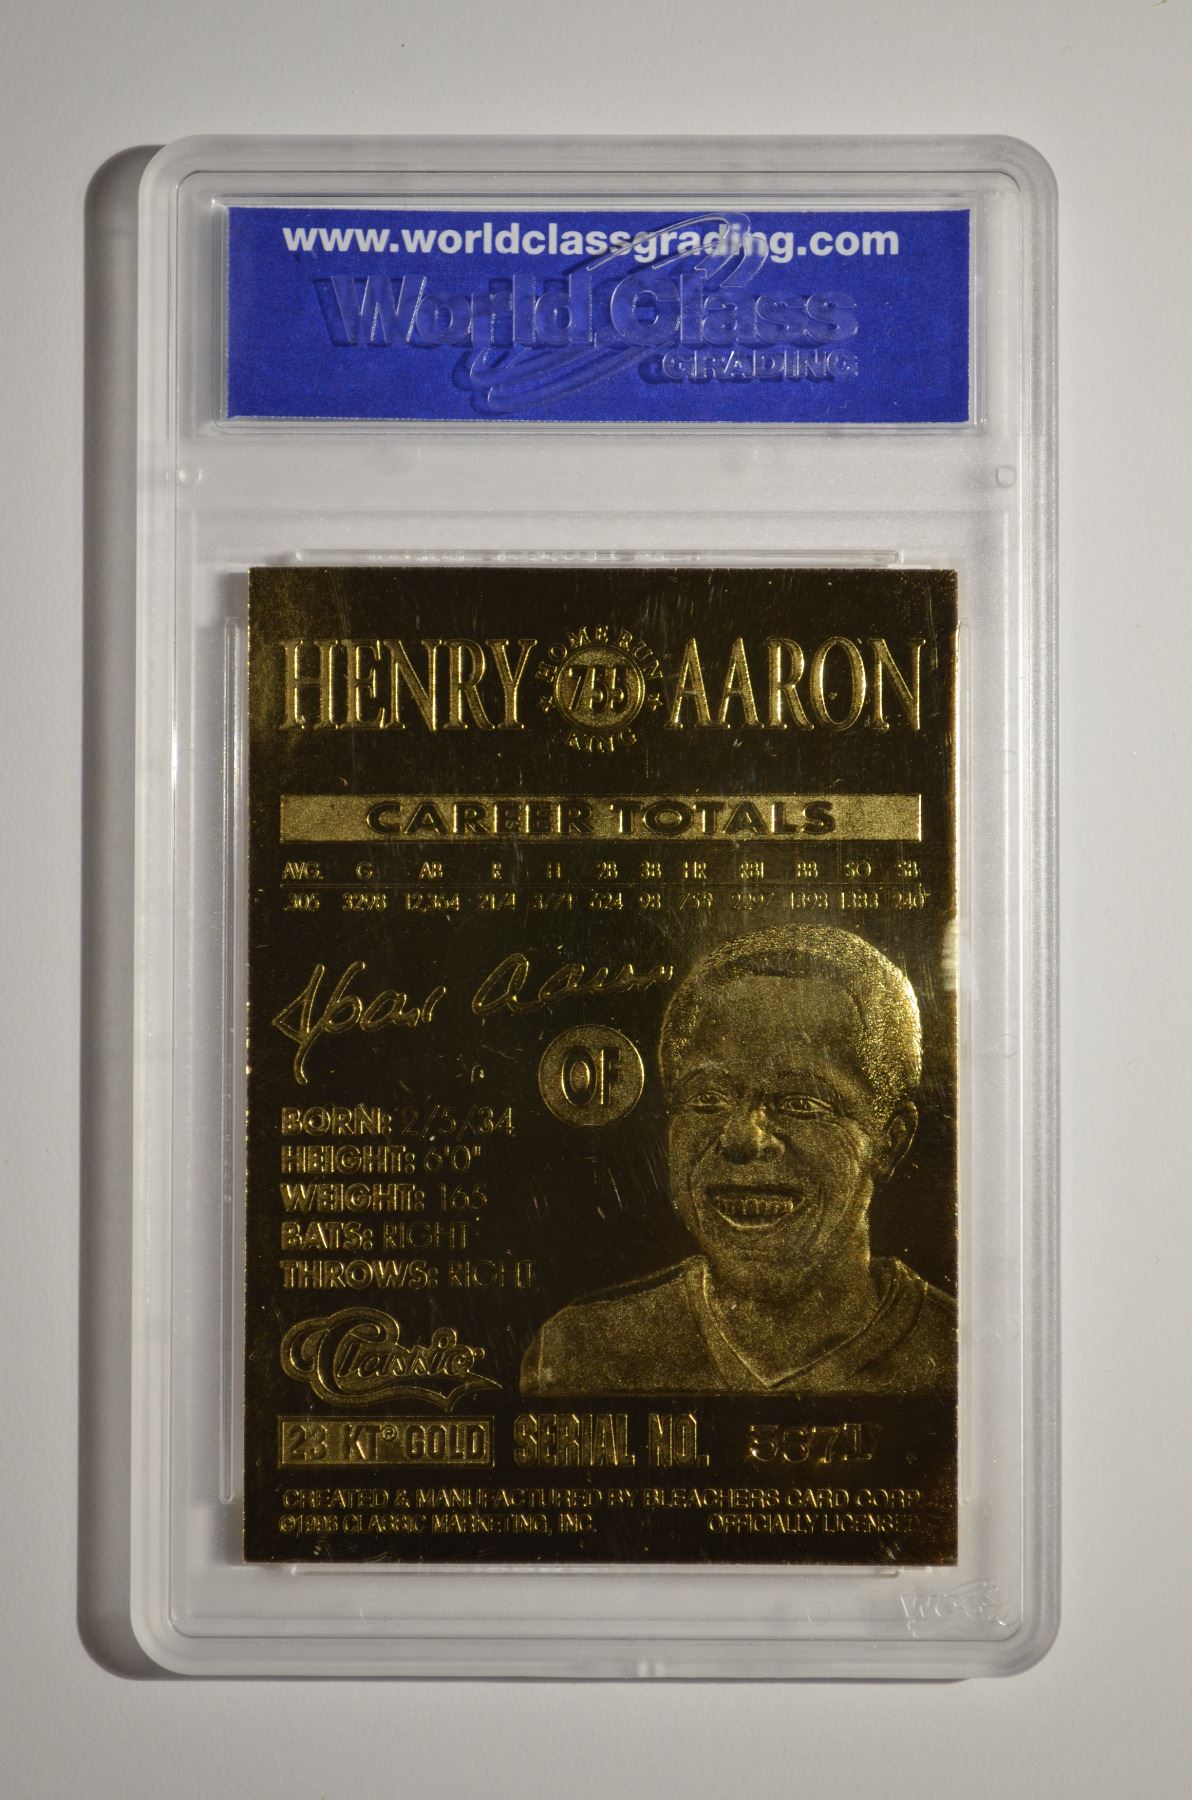 www.worldclassgrading.com
World Class
GRADING
HENRY HOME RUN 755 KING AARON
CAREER TOTALS
AVG. G AB R H 2B 3B HR RBI BB SO SB
.305 3298 12,364 2174 3771 624 98 755 2297 1398 1383 240
Hank Aaron
OF
BORN: 2/5/34
HEIGHT: 6'0"
WEIGHT: 165
BATS: RIGHT
THROWS: RIGHT
Classic
23 KT® GOLD SERIAL NO.
CREATED & MANUFACTURED BY BLEACHERS CARD CORP.
CLASSIC MARKETING, INC. OFFICIALLY LICENSED
WCG